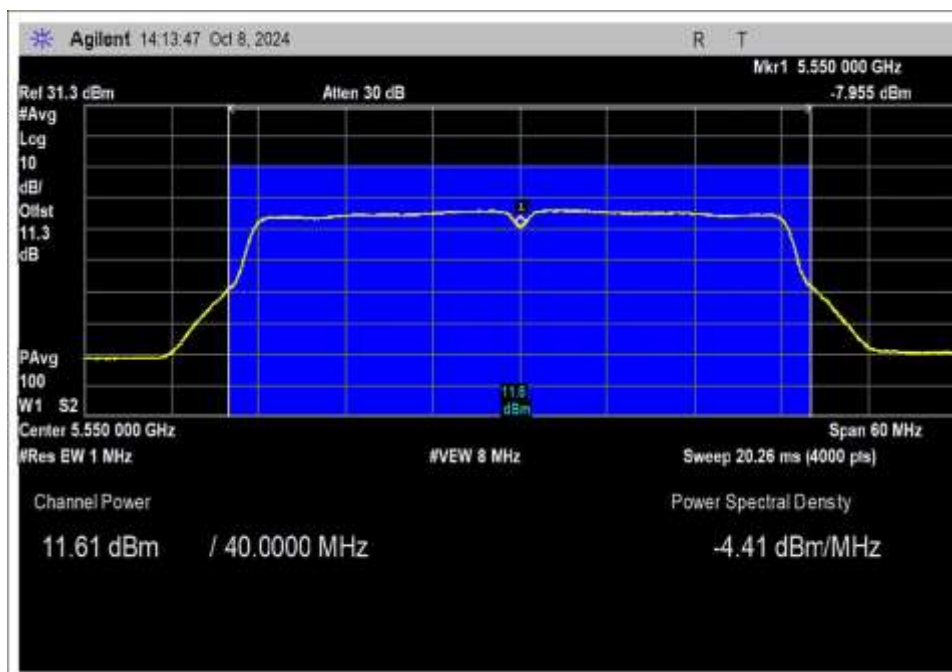 Agilent 14:13:47 Oct 8, 2024 R T
Mkr1 5.550 000 GHz
Ref 31.3 dBm Atten 30 dB -7.955 dBm
#Avg
Log
10
dB/
Offst
11.3
dB
1
PAvg
100
W1 S2
11.6
dBm
Center 5.550 000 GHz Span 60 MHz
#Res BW 1 MHz #VBW 8 MHz Sweep 20.26 ms (4000 pts)
Channel Power Power Spectral Density
11.61 dBm / 40.0000 MHz -4.41 dBm/MHz